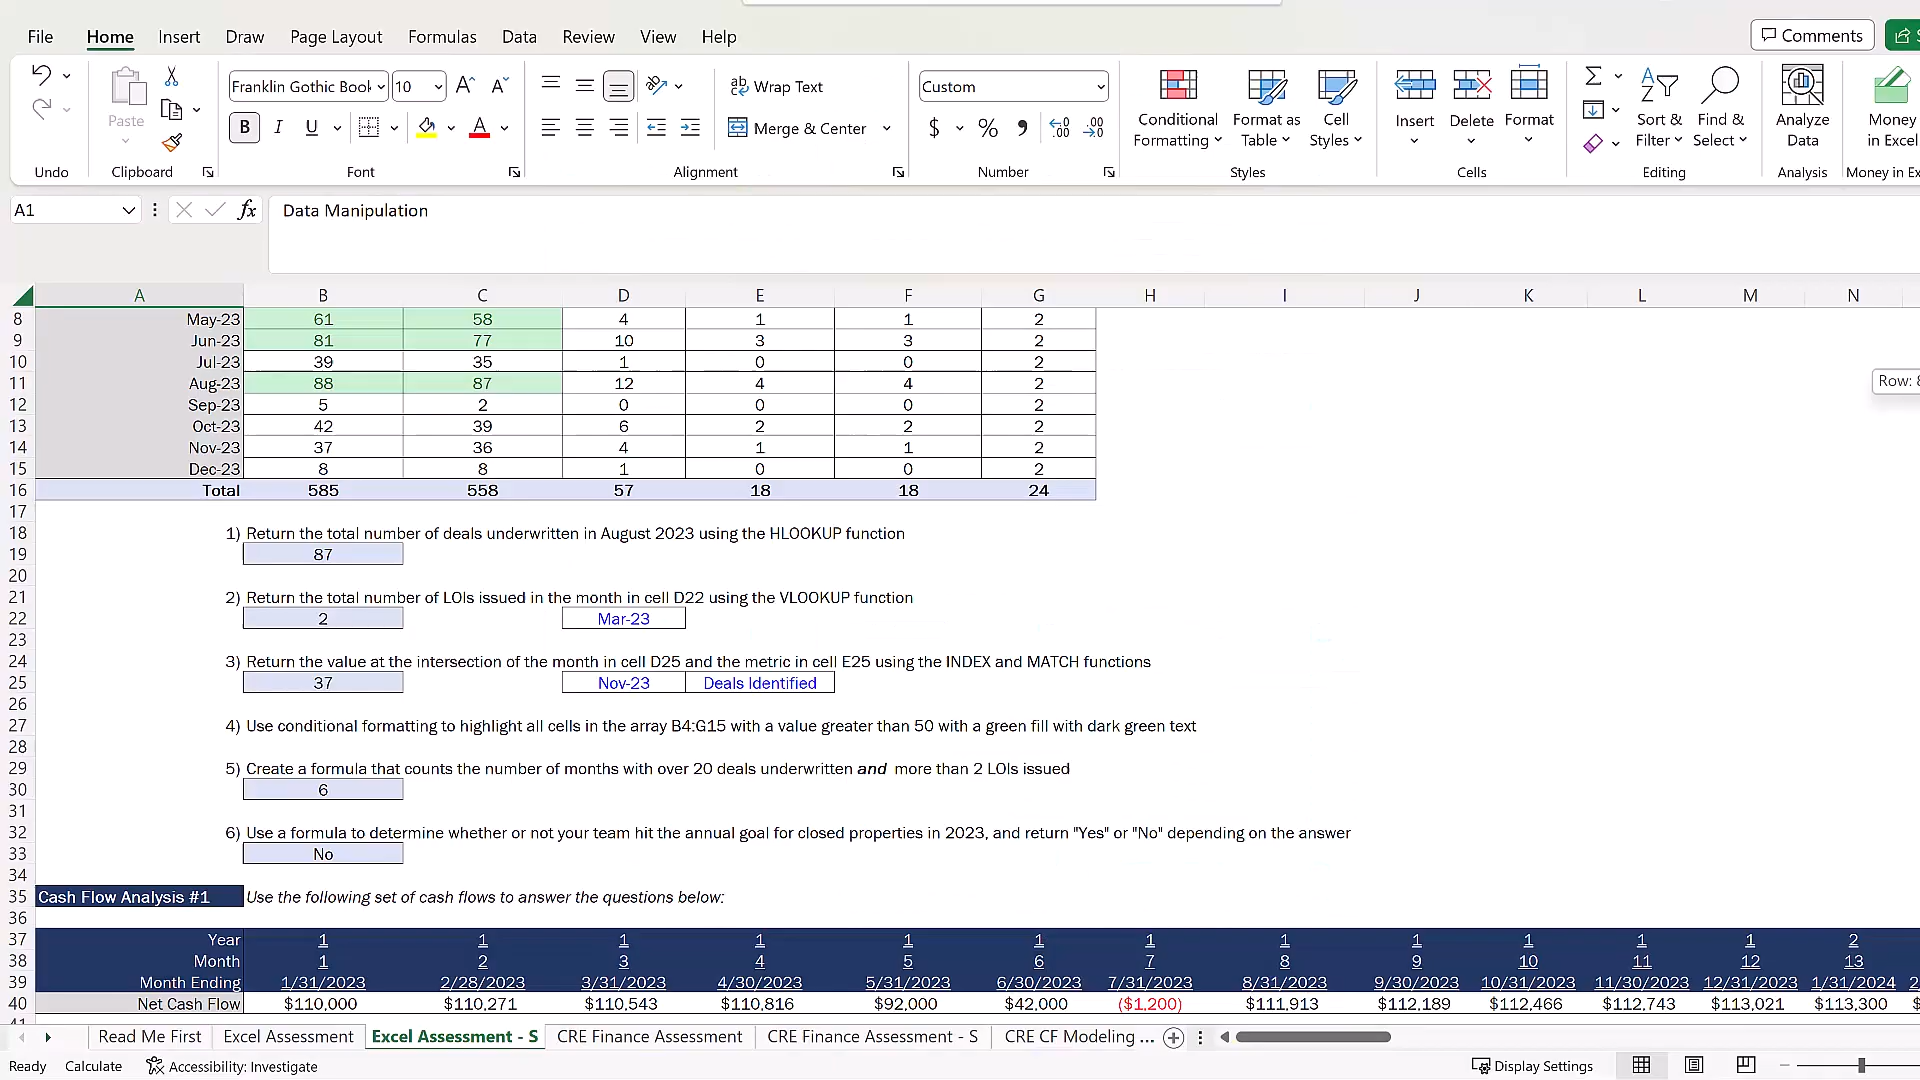 File Home Insert Draw Page Layout Formulas Data Review View Help Comments
Franklin Gothic Book 10 A^ A˅ Wrap Text Custom
Paste B I U A Merge & Center $ % 9 .00 .00
Conditional Formatting Format as Table Cell Styles Insert Delete Format Sort & Filter Find & Select Analyze Data Money in Excel
Undo Clipboard Font Alignment Number Styles Cells Editing Analysis Money in Ex
A1 fx Data Manipulation
A B C D E F G H I J K L M N
8 May-23 61 58 4 1 1 2
9 Jun-23 81 77 10 3 3 2
10 Jul-23 39 35 1 0 0 2
11 Aug-23 88 87 12 4 4 2
12 Sep-23 5 2 0 0 0 2
13 Oct-23 42 39 6 2 2 2
14 Nov-23 37 36 4 1 1 2
15 Dec-23 8 8 1 0 0 2
16 Total 585 558 57 18 18 24
17
18 1) Return the total number of deals underwritten in August 2023 using the HLOOKUP function
19 87
20
21 2) Return the total number of LOIs issued in the month in cell D22 using the VLOOKUP function
22 2 Mar-23
23
24 3) Return the value at the intersection of the month in cell D25 and the metric in cell E25 using the INDEX and MATCH functions
25 37 Nov-23 Deals Identified
26
27 4) Use conditional formatting to highlight all cells in the array B4:G15 with a value greater than 50 with a green fill with dark green text
28
29 5) Create a formula that counts the number of months with over 20 deals underwritten and more than 2 LOIs issued
30 6
31
32 6) Use a formula to determine whether or not your team hit the annual goal for closed properties in 2023, and return "Yes" or "No" depending on the answer
33 No
34
35 Cash Flow Analysis #1 Use the following set of cash flows to answer the questions below:
36
37 Year 1 1 1 1 1 1 1 1 1 1 1 1 2
38 Month 1 2 3 4 5 6 7 8 9 10 11 12 13
39 Month Ending 1/31/2023 2/28/2023 3/31/2023 4/30/2023 5/31/2023 6/30/2023 7/31/2023 8/31/2023 9/30/2023 10/31/2023 11/30/2023 12/31/2023 1/31/2024 2
40 Net Cash Flow $110,000 $110,271 $110,543 $110,816 $92,000 $42,000 ($1,200) $111,913 $112,189 $112,466 $112,743 $113,021 $113,300 $
Row:
Read Me First Excel Assessment Excel Assessment - S CRE Finance Assessment CRE Finance Assessment - S CRE CF Modeling ...
Ready Calculate Accessibility: Investigate Display Settings